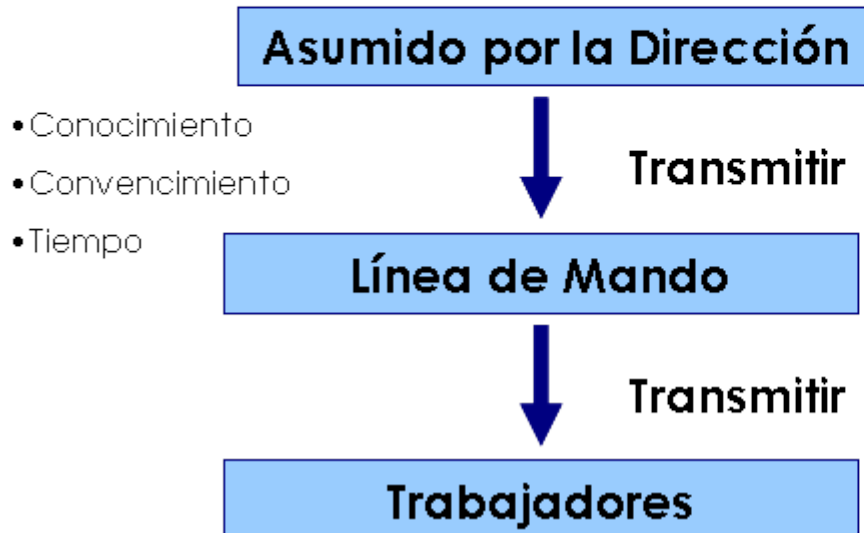 Asumido por la Dirección
•Conocimiento
•Convencimiento
•Tiempo
Transmitir
Línea de Mando
Transmitir
Trabajadores